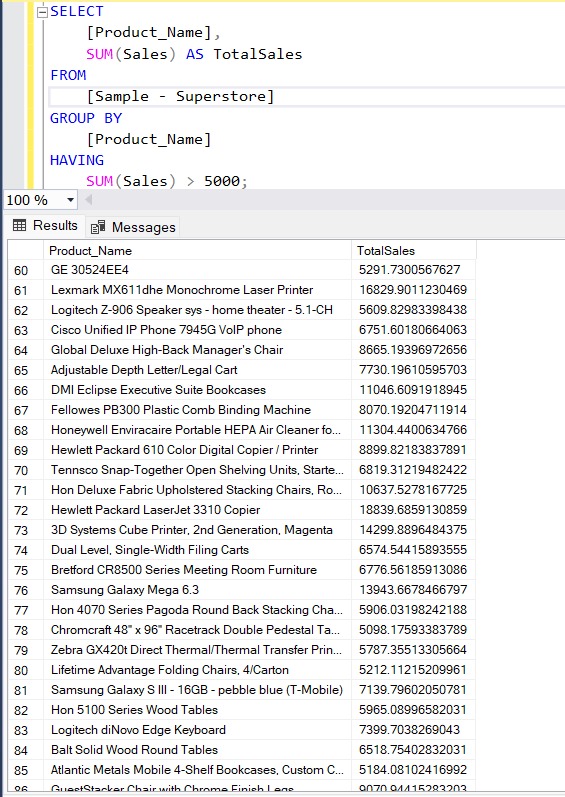 SELECT
[Product_Name],
SUM(Sales) AS TotalSales
FROM
[Sample - Superstore]
GROUP BY
[Product_Name]
HAVING
SUM(Sales) > 5000;
100 %
Results Messages
Product_Name TotalSales
60 GE 30524EE4 5291.7300567627
61 Lexmark MX611dhe Monochrome Laser Printer 16829.9011230469
62 Logitech Z-906 Speaker sys - home theater - 5.1-CH 5609.82983398438
63 Cisco Unified IP Phone 7945G VoIP phone 6751.60180664063
64 Global Deluxe High-Back Manager's Chair 8665.19396972656
65 Adjustable Depth Letter/Legal Cart 7730.19610595703
66 DMI Eclipse Executive Suite Bookcases 11046.6091918945
67 Fellowes PB300 Plastic Comb Binding Machine 8070.19204711914
68 Honeywell Enviracaire Portable HEPA Air Cleaner fo... 11304.4400634766
69 Hewlett Packard 610 Color Digital Copier / Printer 8899.82183837891
70 Tennsco Snap-Together Open Shelving Units, Starte... 6819.31219482422
71 Hon Deluxe Fabric Upholstered Stacking Chairs, Ro... 10637.5278167725
72 Hewlett Packard LaserJet 3310 Copier 18839.6859130859
73 3D Systems Cube Printer, 2nd Generation, Magenta 14299.8896484375
74 Dual Level, Single-Width Filing Carts 6574.54415893555
75 Bretford CR8500 Series Meeting Room Furniture 6776.56185913086
76 Samsung Galaxy Mega 6.3 13943.6678466797
77 Hon 4070 Series Pagoda Round Back Stacking Cha... 5906.03198242188
78 Chromcraft 48" x 96" Racetrack Double Pedestal Ta... 5098.17593383789
79 Zebra GX420t Direct Thermal/Thermal Transfer Prin... 5787.35513305664
80 Lifetime Advantage Folding Chairs, 4/Carton 5212.11215209961
81 Samsung Galaxy S III - 16GB - pebble blue (T-Mobile) 7139.79602050781
82 Hon 5100 Series Wood Tables 5965.08996582031
83 Logitech diNovo Edge Keyboard 7399.7038269043
84 Balt Solid Wood Round Tables 6518.75402832031
85 Atlantic Metals Mobile 4-Shelf Bookcases, Custom C... 5184.08102416992
86 GuestStacker Chair with Chrome Finish Legs 9070.94415283203